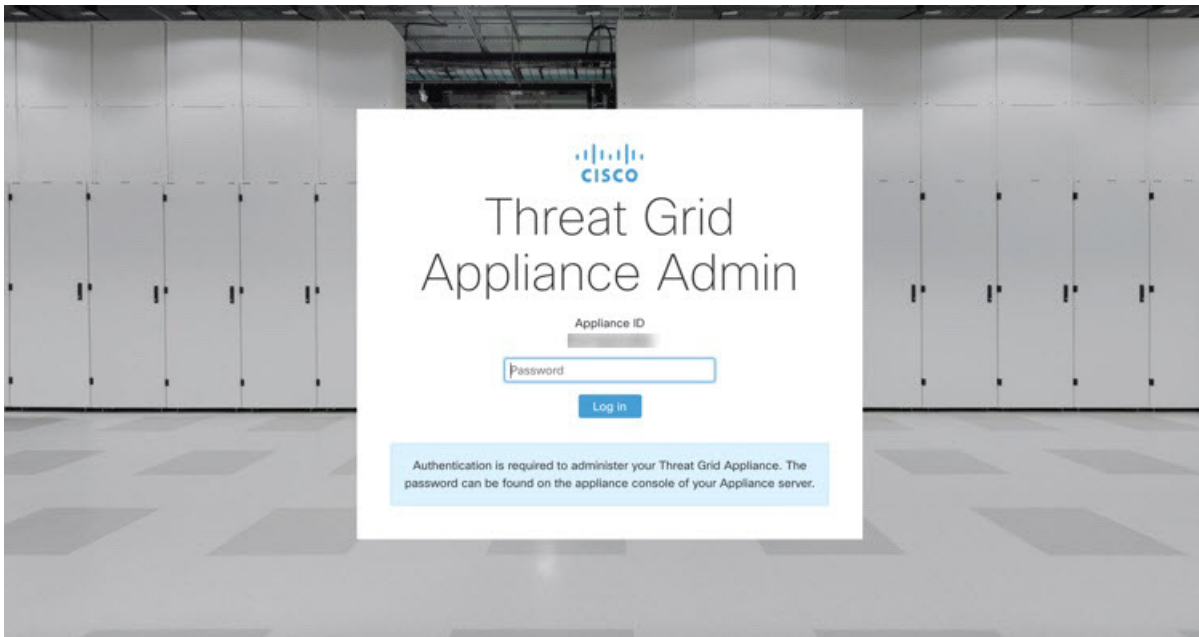 CISCO
Threat Grid
Appliance Admin
Appliance ID
Password
Log in
Authentication is required to administer your Threat Grid Appliance. The
password can be found on the appliance console of your Appliance server.